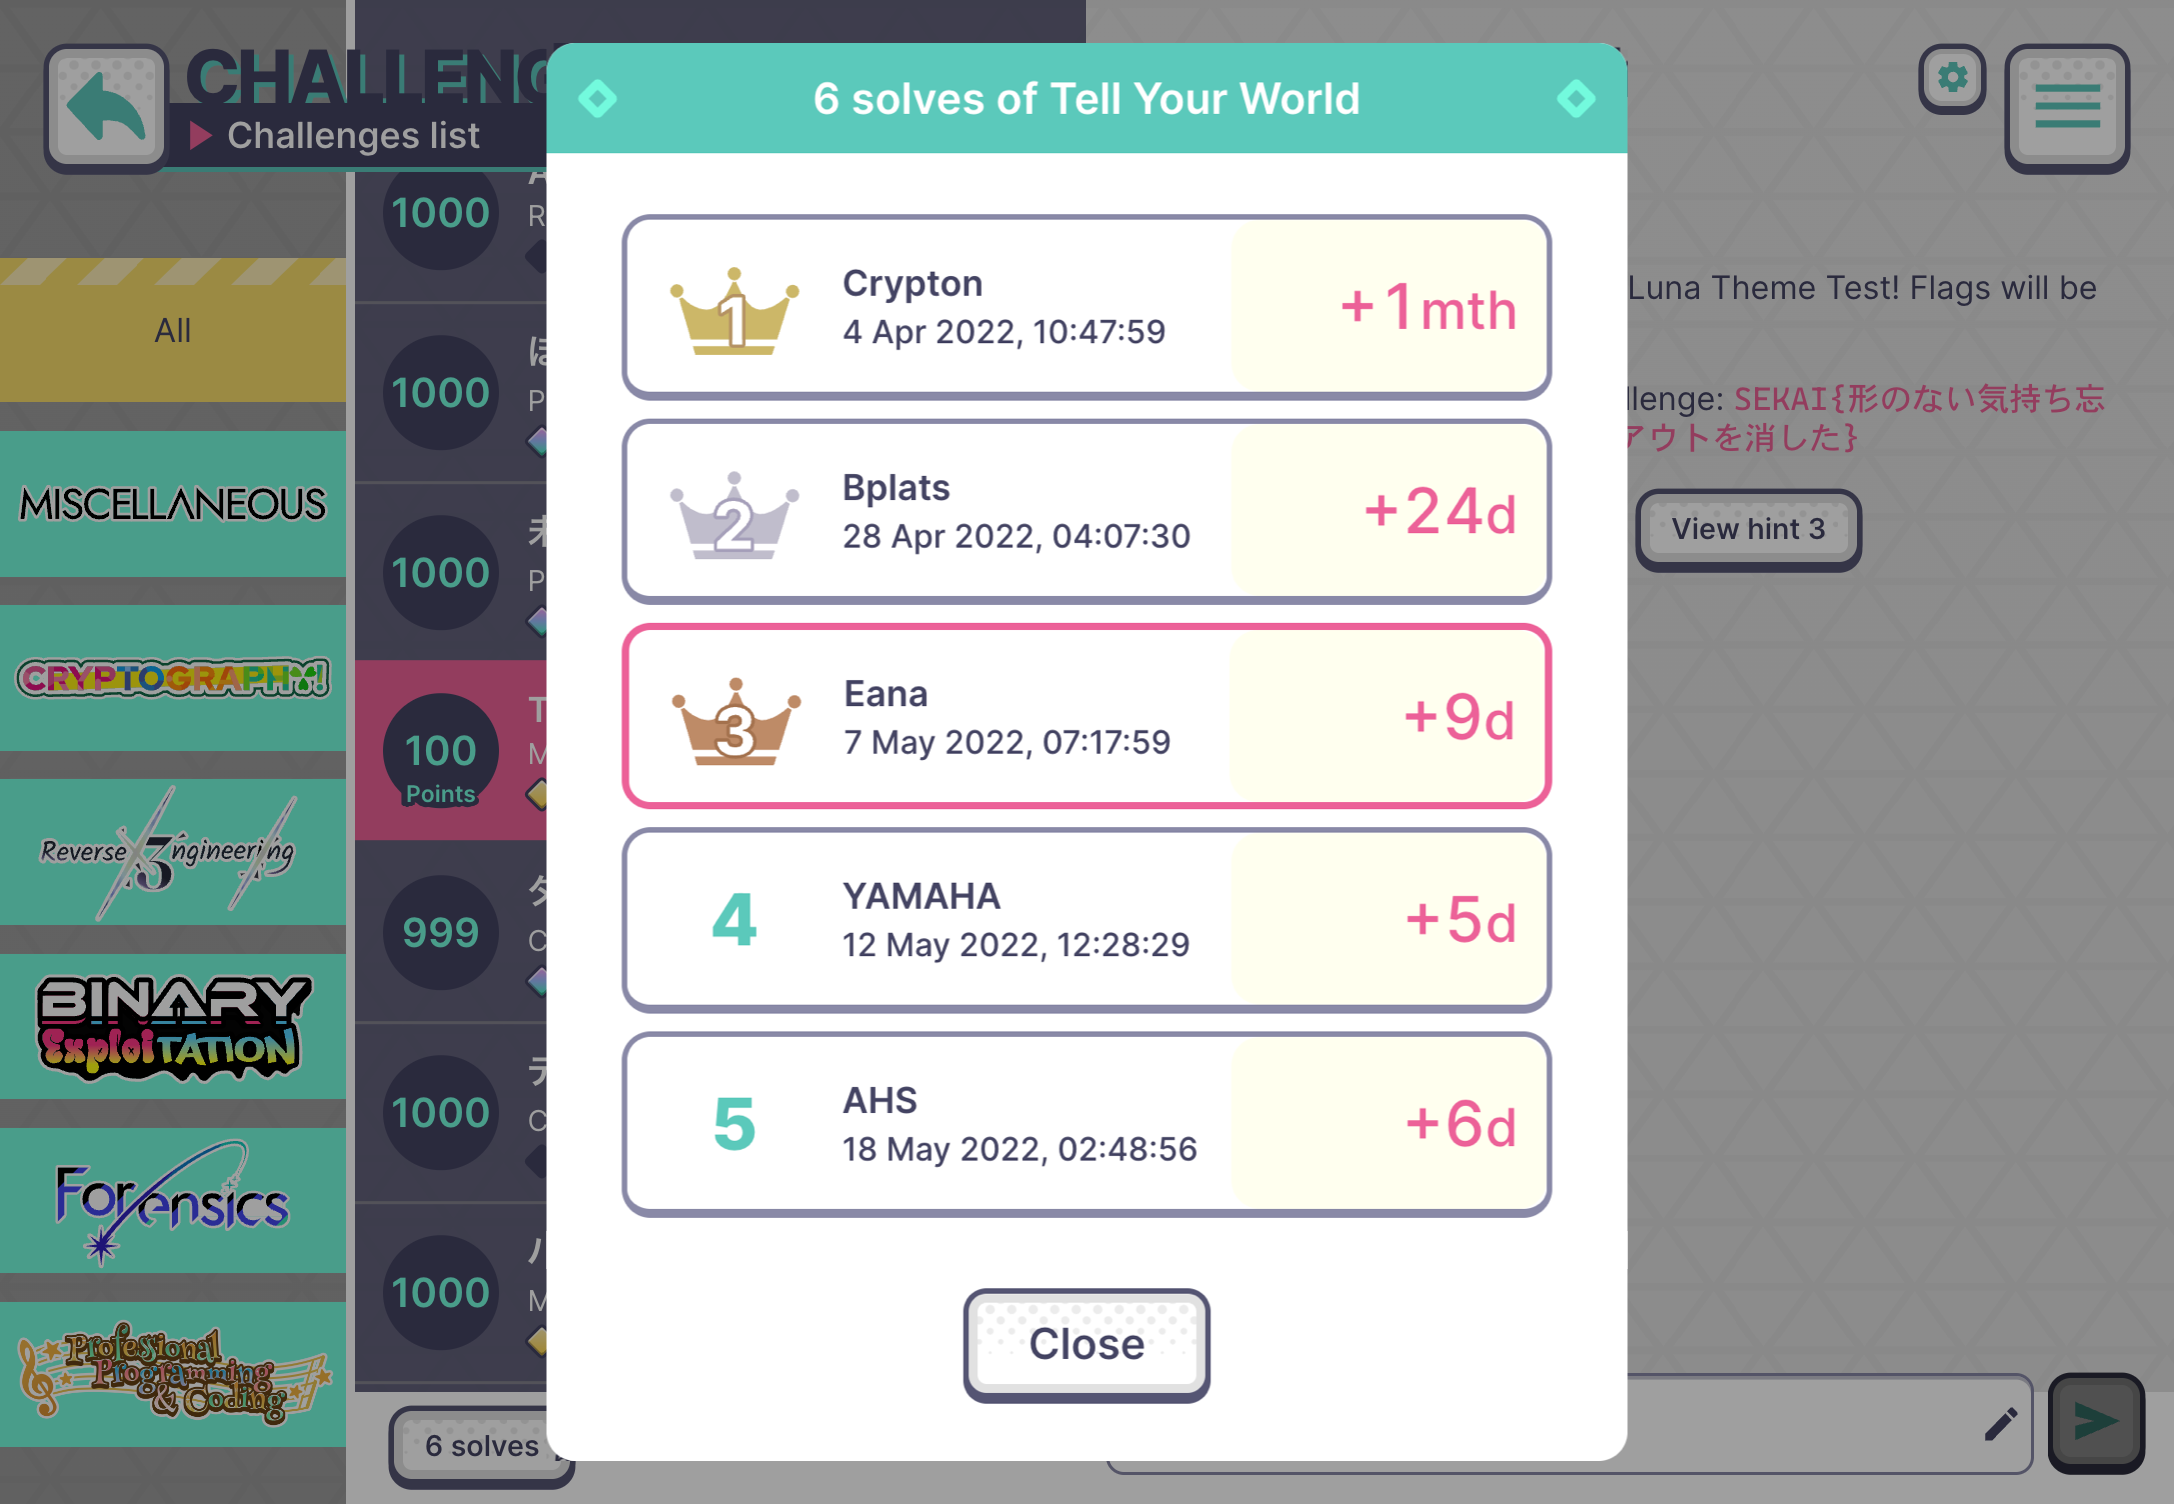 CHALLENG
Challenges list
All
MISCELLANEOUS
CRYPTOGRAPHY!
Reverse Engineering
BINARY
ExploiTATION
Forensics
Professional
Programming
& Coding
1000
R
1000
P
1000
P
100
Points
T
M
999
C
1000
C
1000
M
6 solves
6 solves of Tell Your World
1
Crypton
4 Apr 2022, 10:47:59
+1mth
2
Bplats
28 Apr 2022, 04:07:30
+24d
3
Eana
7 May 2022, 07:17:59
+9d
4
YAMAHA
12 May 2022, 12:28:29
+5d
5
AHS
18 May 2022, 02:48:56
+6d
Close
Luna Theme Test! Flags will be
llenge: SEKAI{形のない気持ち忘
アウトを消した}
View hint 3